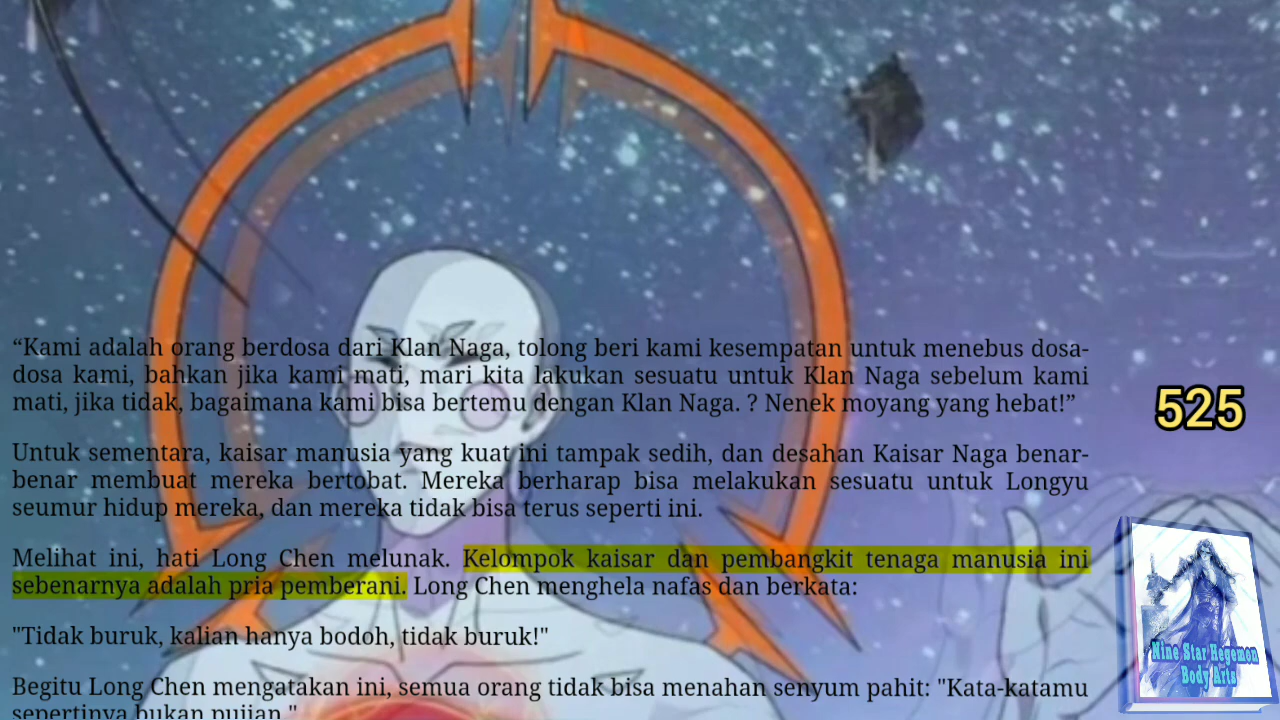 “Kami adalah orang berdosa dari Klan Naga, tolong beri kami kesempatan untuk menebus dosa-
dosa kami, bahkan jika kami mati, mari kita lakukan sesuatu untuk Klan Naga sebelum kami
mati, jika tidak, bagaimana kami bisa bertemu dengan Klan Naga. ? Nenek moyang yang hebat!”
Untuk sementara, kaisar manusia yang kuat ini tampak sedih, dan desahan Kaisar Naga benar-
benar membuat mereka bertobat. Mereka berharap bisa melakukan sesuatu untuk Longyu
seumur hidup mereka, dan mereka tidak bisa terus seperti ini.
Melihat ini, hati Long Chen melunak. Kelompok kaisar dan pembangkit tenaga manusia ini
sebenarnya adalah pria pemberani. Long Chen menghela nafas dan berkata:
"Tidak buruk, kalian hanya bodoh, tidak buruk!"
Begitu Long Chen mengatakan ini, semua orang tidak bisa menahan senyum pahit: "Kata-katamu
sepertinya bukan pujian."
525
Nine Star Hegemon
Body Arts